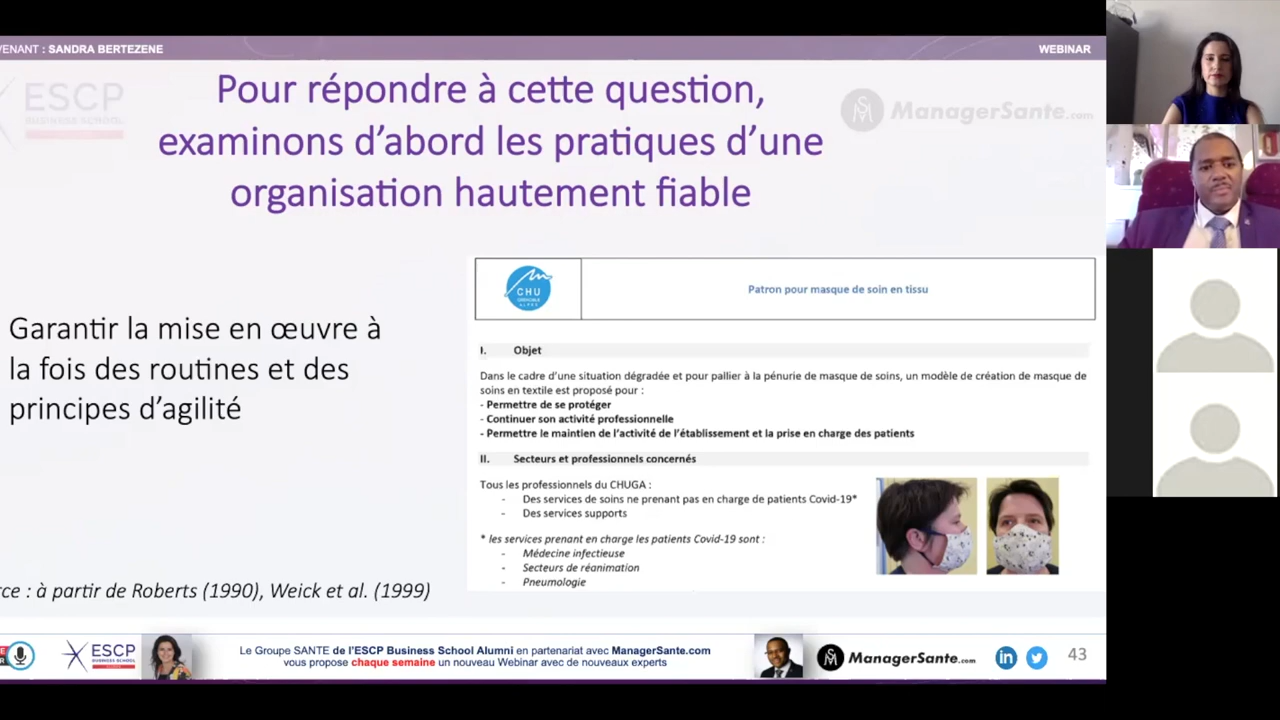 VENANT : SANDRA BERTEZENE
WEBINAR
ESCP
BUSINESS SCHOOL
ManagerSante.com
Pour répondre à cette question,
examinons d’abord les pratiques d’une
organisation hautement fiable
Garantir la mise en œuvre à
la fois des routines et des
principes d’agilité
CHU
GRENOBLE
ALPES
Patron pour masque de soin en tissu
I. Objet
Dans le cadre d’une situation dégradée et pour pallier à la pénurie de masque de soins, un modèle de création de masque de
soins en textile est proposé pour :
- Permettre de se protéger
- Continuer son activité professionnelle
- Permettre le maintien de l’activité de l’établissement et la prise en charge des patients
II. Secteurs et professionnels concernés
Tous les professionnels du CHUGA :
- Des services de soins ne prenant pas en charge de patients Covid-19*
- Des services supports
* les services prenant en charge les patients Covid-19 sont :
- Médecine infectieuse
- Secteurs de réanimation
- Pneumologie
rce : à partir de Roberts (1990), Weick et al. (1999)
ESCP
BUSINESS SCHOOL
Le Groupe SANTE de l’ESCP Business School Alumni en partenariat avec ManagerSante.com
vous propose chaque semaine un nouveau Webinar avec de nouveaux experts
SM
ManagerSante.com
in
43